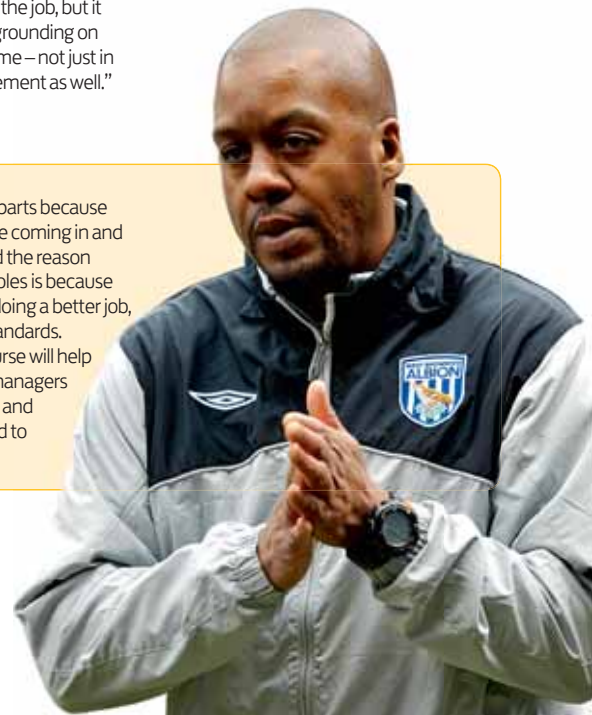 the job, but it
grounding on
me – not just in
ement as well.”
parts because
e coming in and
d the reason
ples is because
doing a better job,
andards.
urse will help
managers
and
d to
ALBION